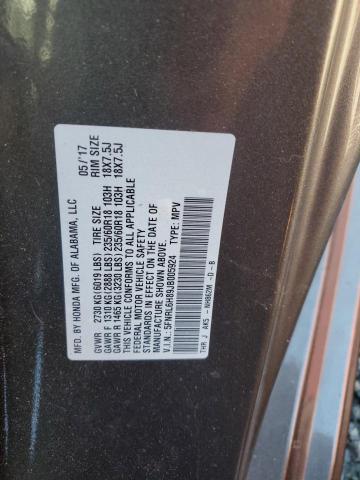 MFD. BY HONDA MFG. OF ALABAMA, LLC 05/'17
TIRE SIZE RIM SIZE
GVWR 2730 KG(6019 LBS)
GAWR F 1310 KG(2888 LBS) 235/60R18 103H 18X7.5J
GAWR R 1465 KG(3230 LBS) 235/60R18 103H 18X7.5J
THIS VEHICLE CONFORMS TO ALL APPLICABLE
FEDERAL MOTOR VEHICLE SAFETY
STANDARDS IN EFFECT ON THE DATE OF
MANUFACTURE SHOWN ABOVE.
V.I.N.: 5FNRL6H89JB005924 MPV
THR J AK5 -